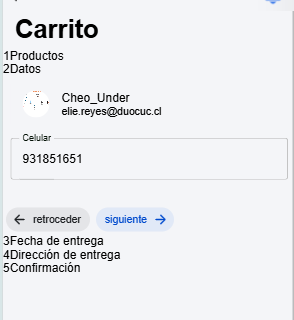 Carrito
1Productos
2Datos
Cheo_Under
elie.reyes@duocuc.cl
Celular
931851651
retroceder siguiente
3Fecha de entrega
4Dirección de entrega
5Confirmación